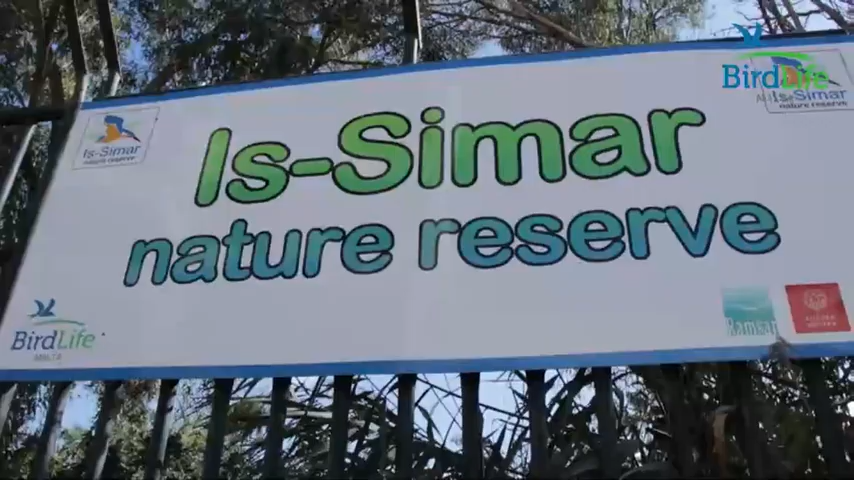 BirdLife
Is-Simar
nature reserve
Is-Simar
nature reserve
Is-Simar
nature reserve
BirdLife
MALTA
Ramsar